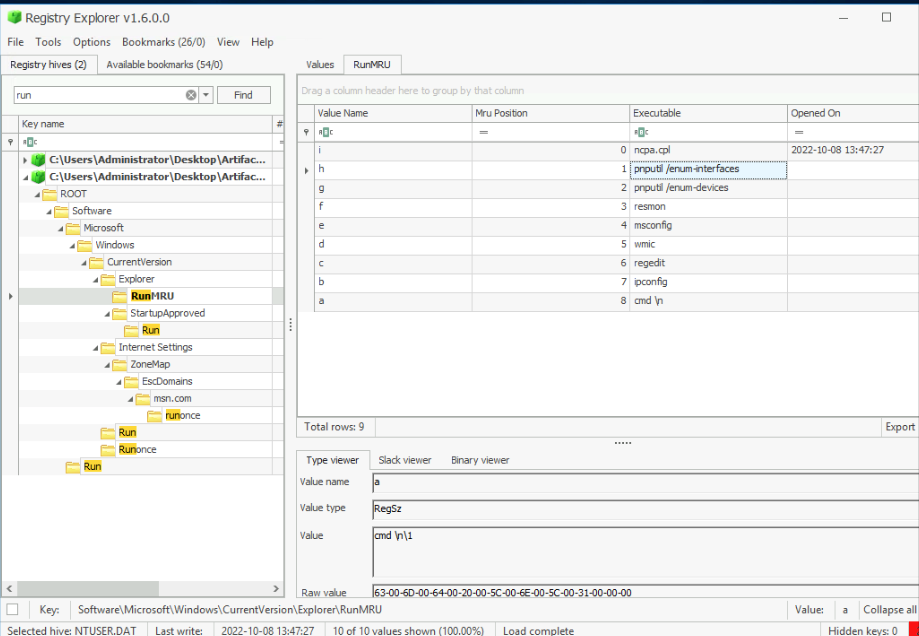 Registry Explorer v1.6.0.0
File Tools Options Bookmarks (26/0) View Help
Registry hives (2) Available bookmarks (54/0)
run Find
Key name #
C:\Users\Administrator\Desktop\Artifac...
C:\Users\Administrator\Desktop\Artifac...
ROOT
Software
Microsoft
Windows
CurrentVersion
Explorer
RunMRU
StartupApproved
Run
Internet Settings
ZoneMap
EscDomains
msn.com
runonce
Run
Runonce
Run
Values RunMRU
Drag a column header here to group by that column
Value Name Mru Position Executable Opened On
= =
i 0 ncpa.cpl 2022-10-08 13:47:27
h 1 pnputil /enum-interfaces
g 2 pnputil /enum-devices
f 3 resmon
e 4 msconfig
d 5 wmic
c 6 regedit
b 7 ipconfig
a 8 cmd \n
Total rows: 9 Export
Type viewer Slack viewer Binary viewer
Value name a
Value type RegSz
Value cmd \n\1
Raw value 63-00-6D-00-64-00-20-00-5C-00-6E-00-5C-00-31-00-00-00
Key: Software\Microsoft\Windows\CurrentVersion\Explorer\RunMRU Value: a Collapse all
Selected hive: NTUSER.DAT Last write: 2022-10-08 13:47:27 10 of 10 values shown (100.00%) Load complete Hidden keys: 0